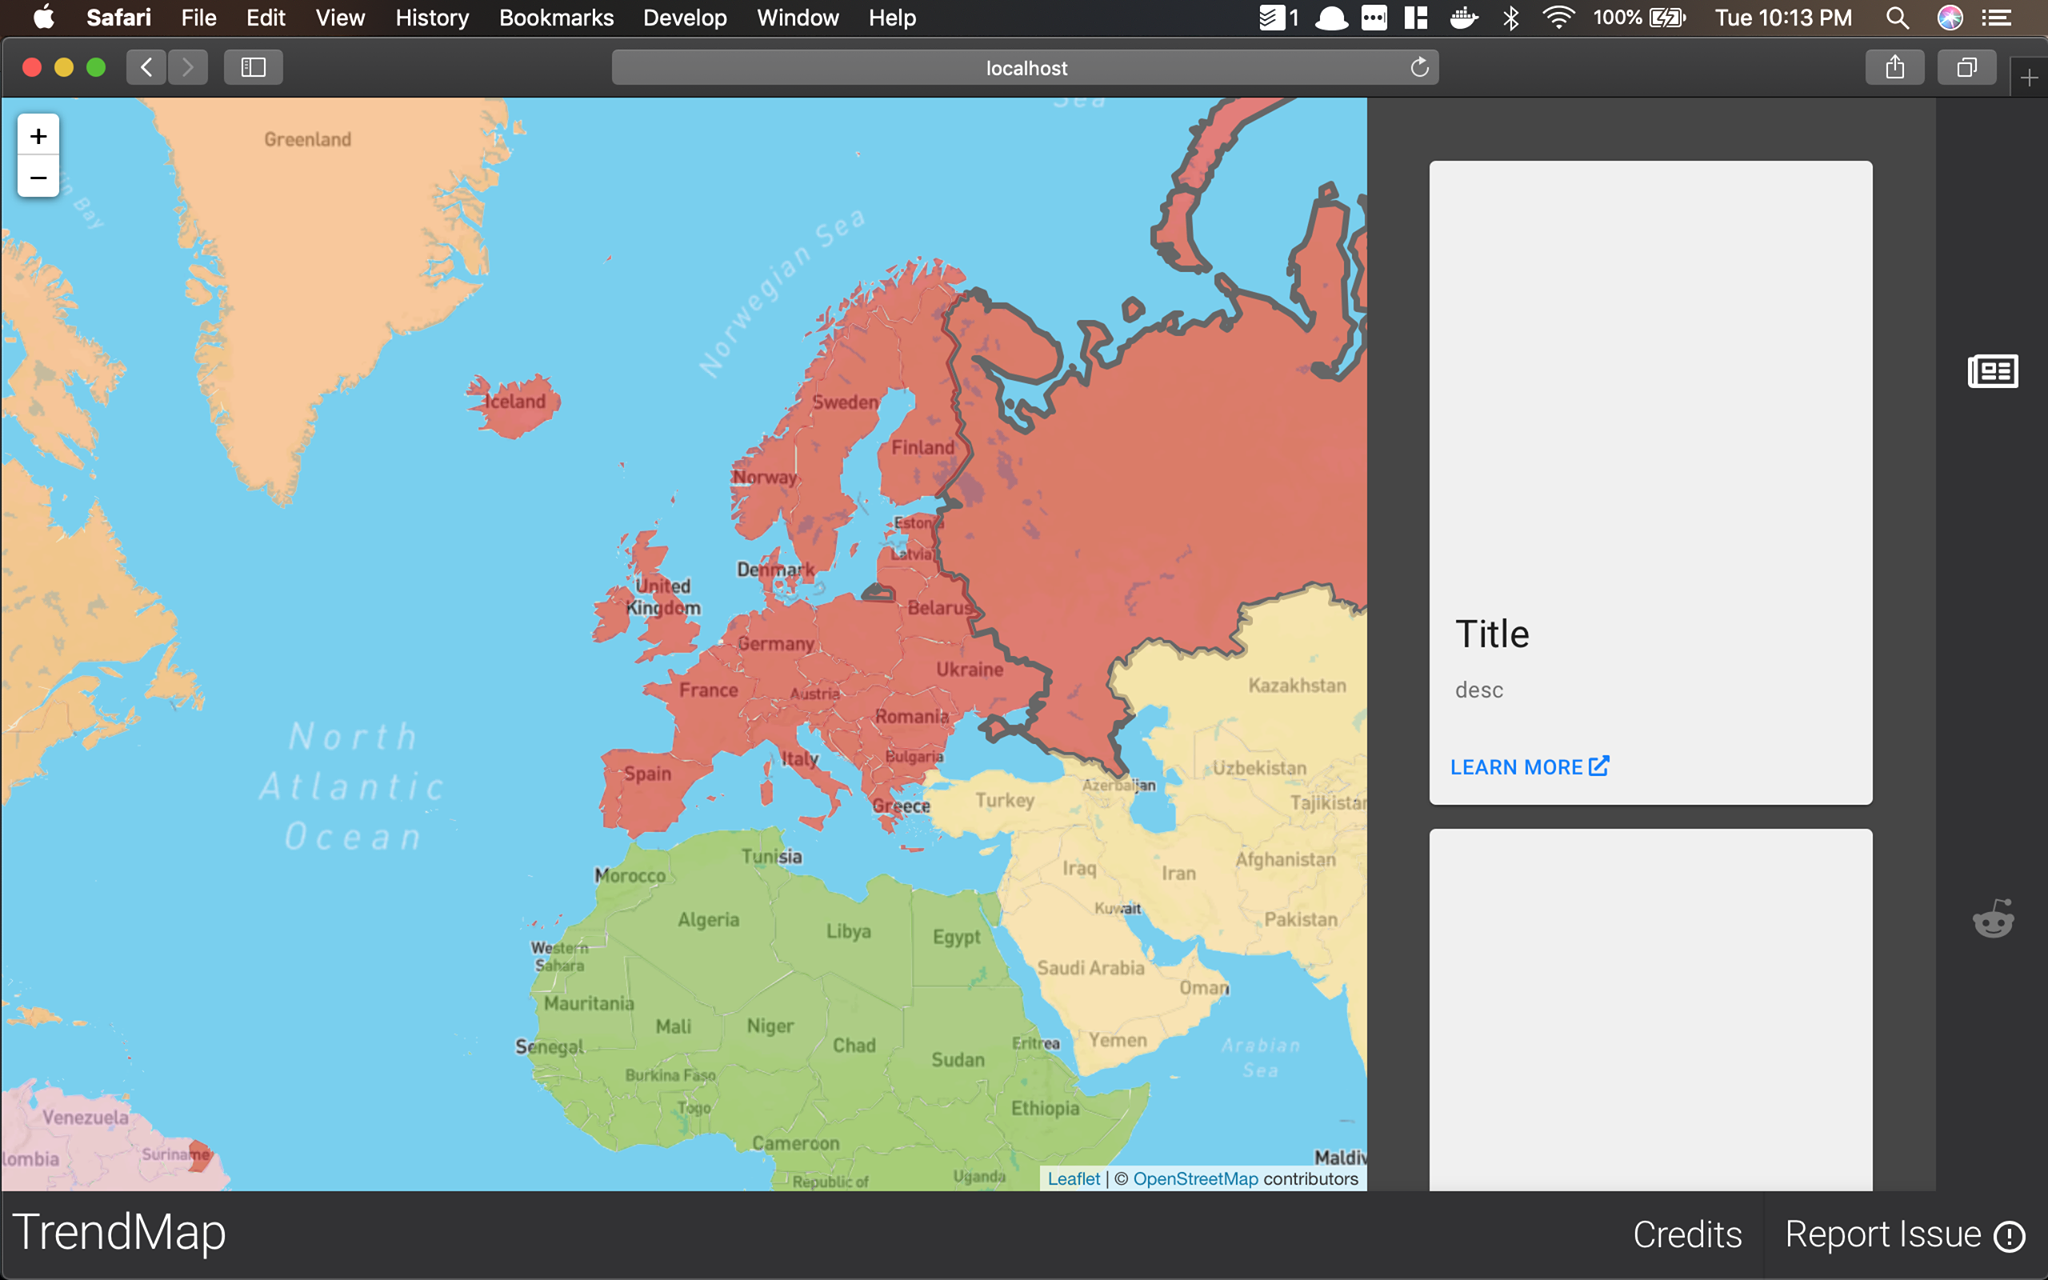 Safari File Edit View History Bookmarks Develop Window Help 1 100% Tue 10:13 PM
localhost
Sea
+
Greenland
−
in Bay
Norwegian Sea
Iceland
Sweden
Finland
Norway
Estonia
Latvia
Denmark
United
Kingdom
Belarus
Germany
Ukraine
Kazakhstan
France
Austria
Romania
North
Atlantic
Ocean
Italy
Bulgaria
Spain
Uzbekistan
Azerbaijan
Turkey
Greece
Tajikistan
Tunisia
Morocco
Iraq
Iran
Afghanistan
Kuwait
Algeria
Libya
Egypt
Pakistan
Western
Sahara
Saudi Arabia
Oman
Mauritania
Mali
Niger
Chad
Sudan
Eritrea
Yemen
Arabian
Sea
Senegal
Burkina Faso
Togo
Ethiopia
Cameroon
Venezuela
Suriname
lombia
Maldiv
Uganda
Republic of
Leaflet | © OpenStreetMap contributors
Title
desc
LEARN MORE
TrendMap
Credits
Report Issue